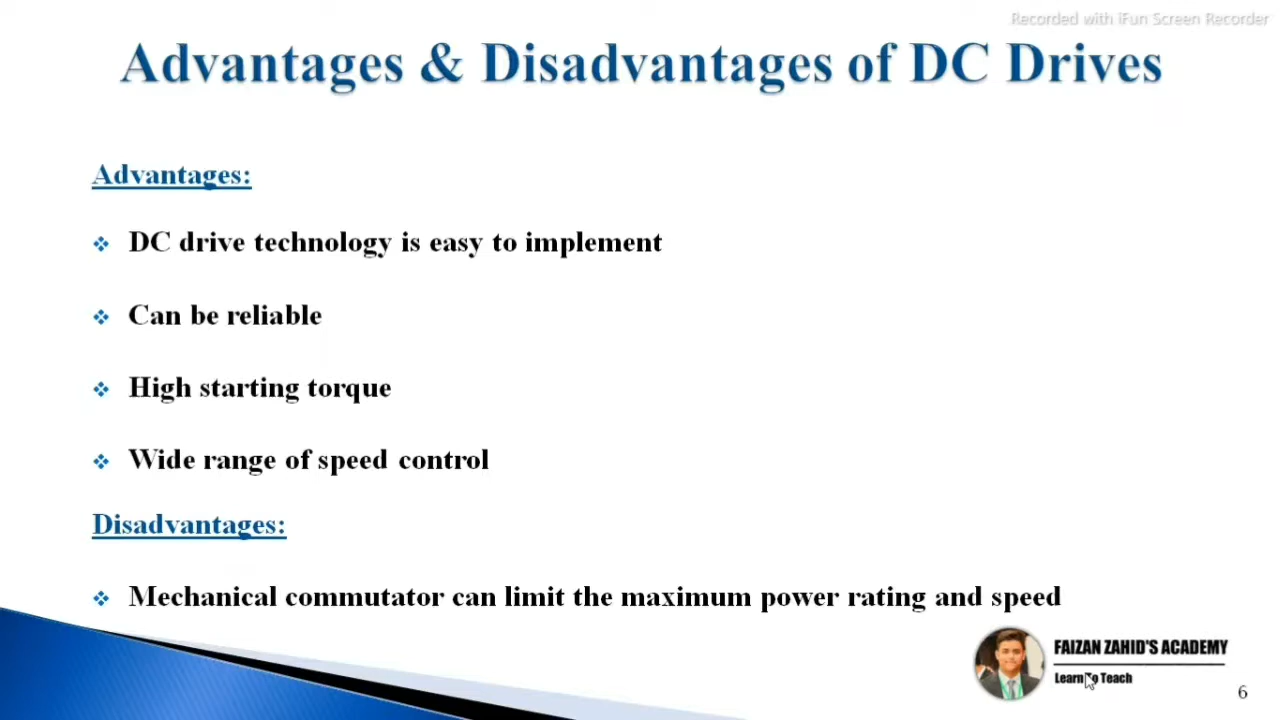 Recorded with iFun Screen Recorder
Advantages & Disadvantages of DC Drives
Advantages:
DC drive technology is easy to implement
Can be reliable
High starting torque
Wide range of speed control
Disadvantages:
Mechanical commutator can limit the maximum power rating and speed
FAIZAN ZAHID'S ACADEMY
Learn to Teach
6